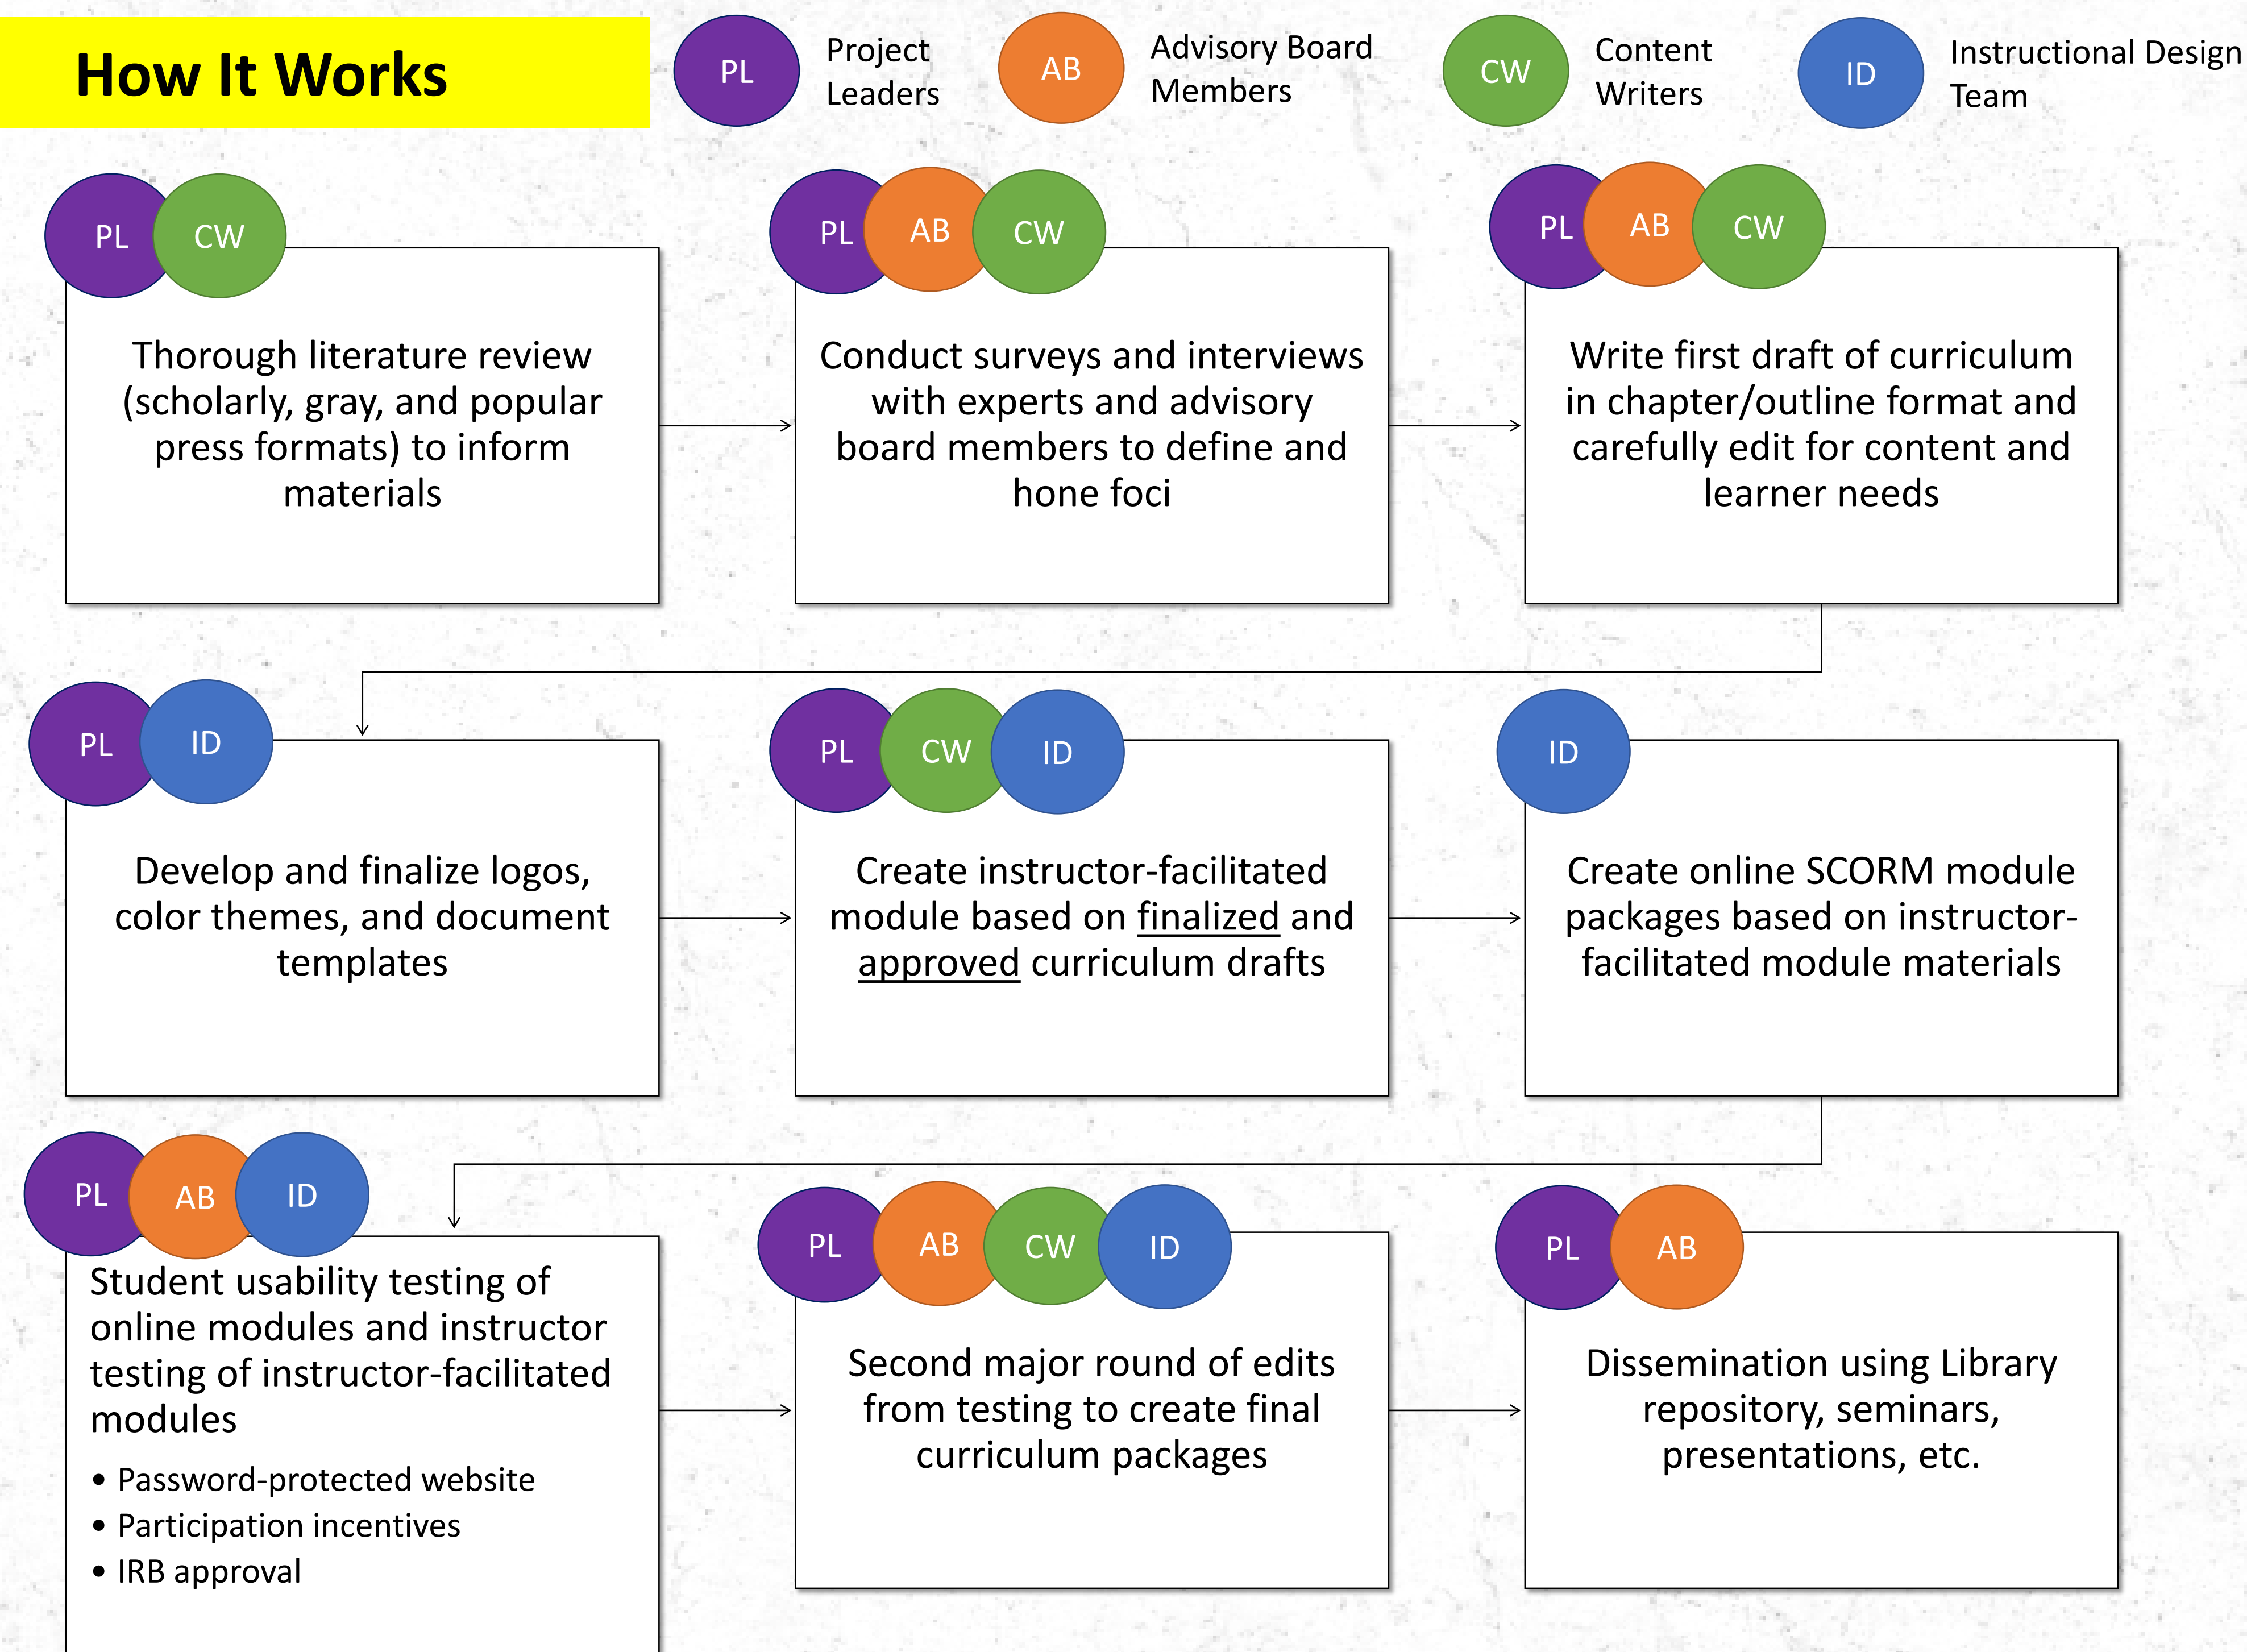 How It Works
PL
Project
Leaders
AB
Advisory Board
Members
CW
Content
Writers
ID
Instructional Design
Team
PL
CW
Thorough literature review
(scholarly, gray, and popular
press formats) to inform
materials
PL
AB
CW
Conduct surveys and interviews
with experts and advisory
board members to define and
hone foci
PL
AB
CW
Write first draft of curriculum
in chapter/outline format and
carefully edit for content and
learner needs
PL
ID
Develop and finalize logos,
color themes, and document
templates
PL
CW
ID
Create instructor-facilitated
module based on finalized and
approved curriculum drafts
ID
Create online SCORM module
packages based on instructor-
facilitated module materials
PL
AB
ID
Student usability testing of
online modules and instructor
testing of instructor-facilitated
modules
• Password-protected website
• Participation incentives
• IRB approval
PL
AB
CW
ID
Second major round of edits
from testing to create final
curriculum packages
PL
AB
Dissemination using Library
repository, seminars,
presentations, etc.